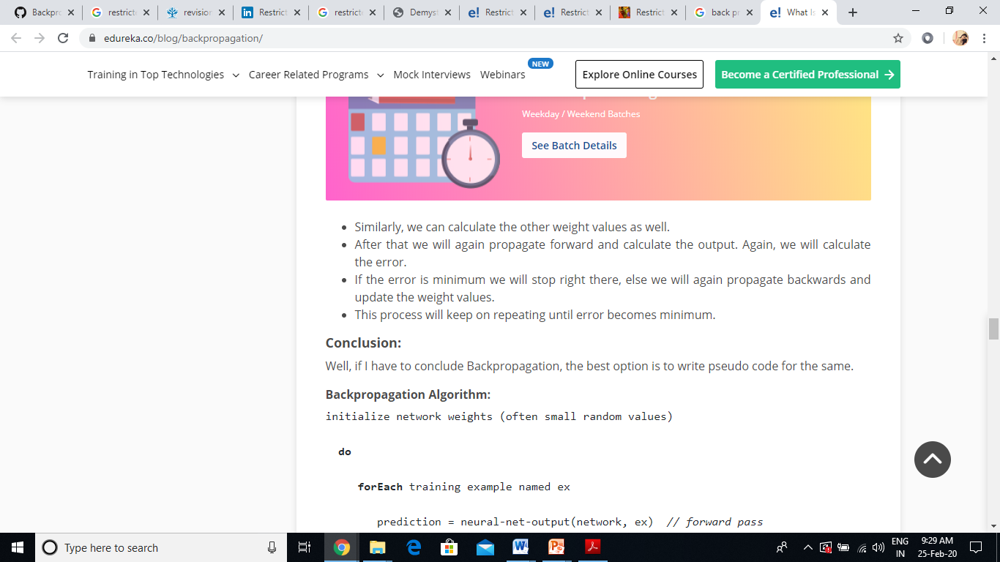 Backpro
restricte
revision
Restrict
restricte
Demyst
Restrict
Restrict
Restrict
back pr
What Is
edureka.co/blog/backpropagation/
Training in Top Technologies
Career Related Programs
Mock Interviews
Webinars
NEW
Explore Online Courses
Become a Certified Professional
Weekday / Weekend Batches
See Batch Details
Similarly, we can calculate the other weight values as well.
After that we will again propagate forward and calculate the output. Again, we will calculate
the error.
If the error is minimum we will stop right there, else we will again propagate backwards and
update the weight values.
This process will keep on repeating until error becomes minimum.
Conclusion:
Well, if I have to conclude Backpropagation, the best option is to write pseudo code for the same.
Backpropagation Algorithm:
initialize network weights (often small random values)
do
forEach training example named ex
prediction = neural-net-output(network, ex) // forward pass
Type here to search
ENG
IN
9:29 AM
25-Feb-20